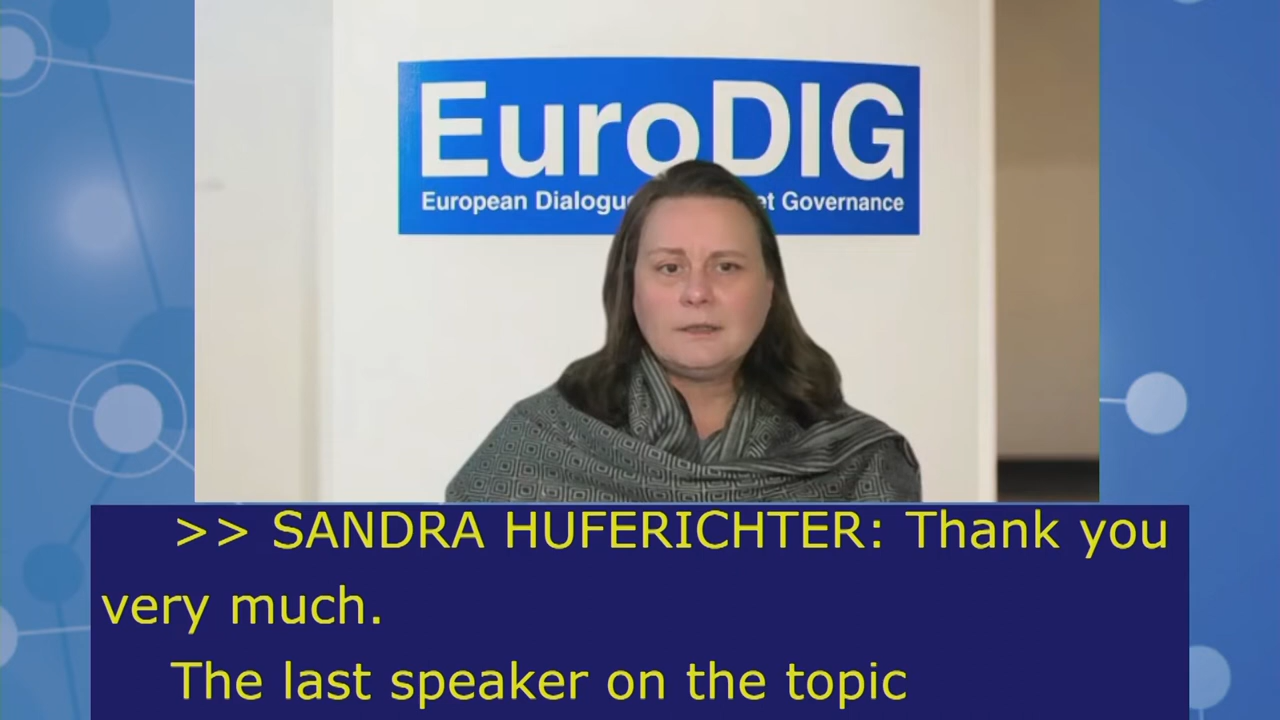 EuroDIG
European Dialogu et Governance
>> SANDRA HUFERICHTER: Thank you
very much.
The last speaker on the topic